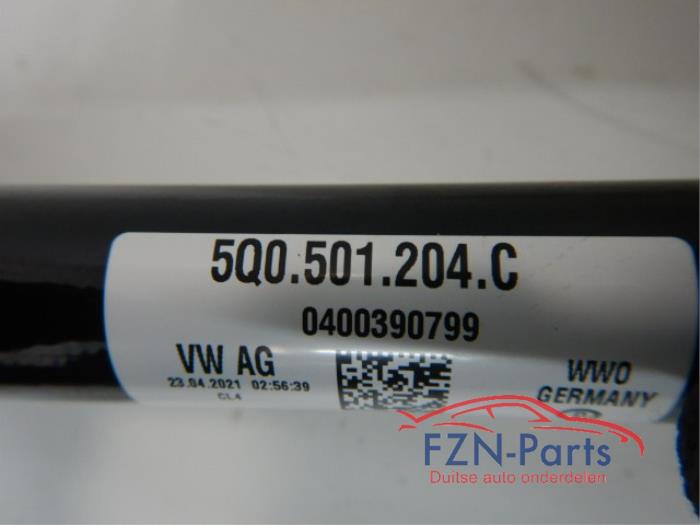 5Q0.501.204.C
0400390799
VW AG
23.04.2021 02:56:39
CL4
WWO
GERMANY
FZN-Parts
Duitse auto onderdelen